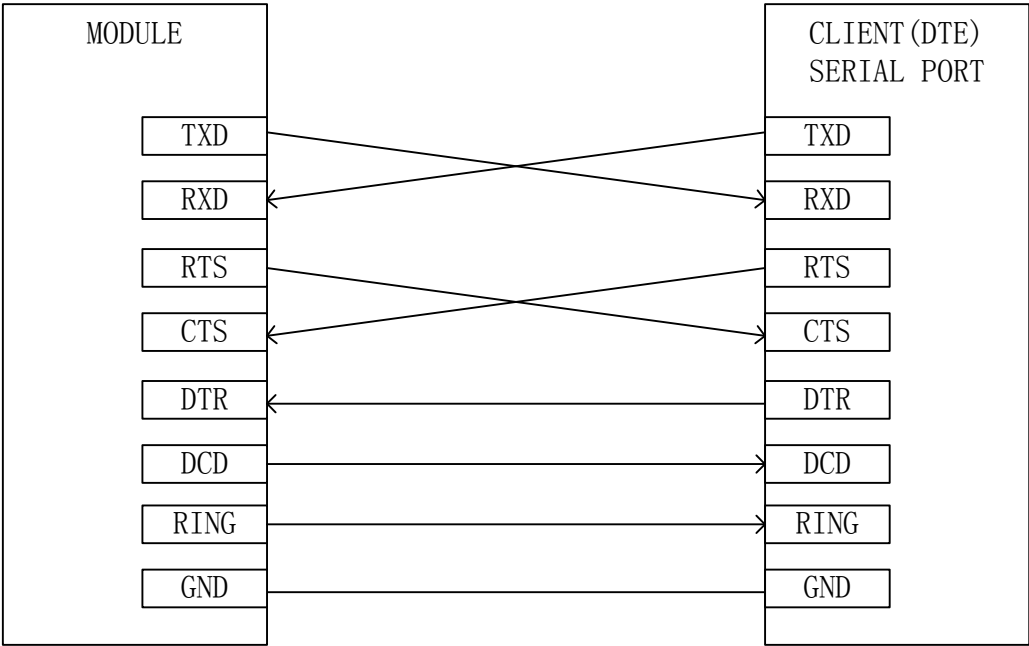 MODULE
TXD
RXD
RTS
CTS
DTR
DCD
RING
GND
CLIENT(DTE)
SERIAL PORT
TXD
RXD
RTS
CTS
DTR
DCD
RING
GND